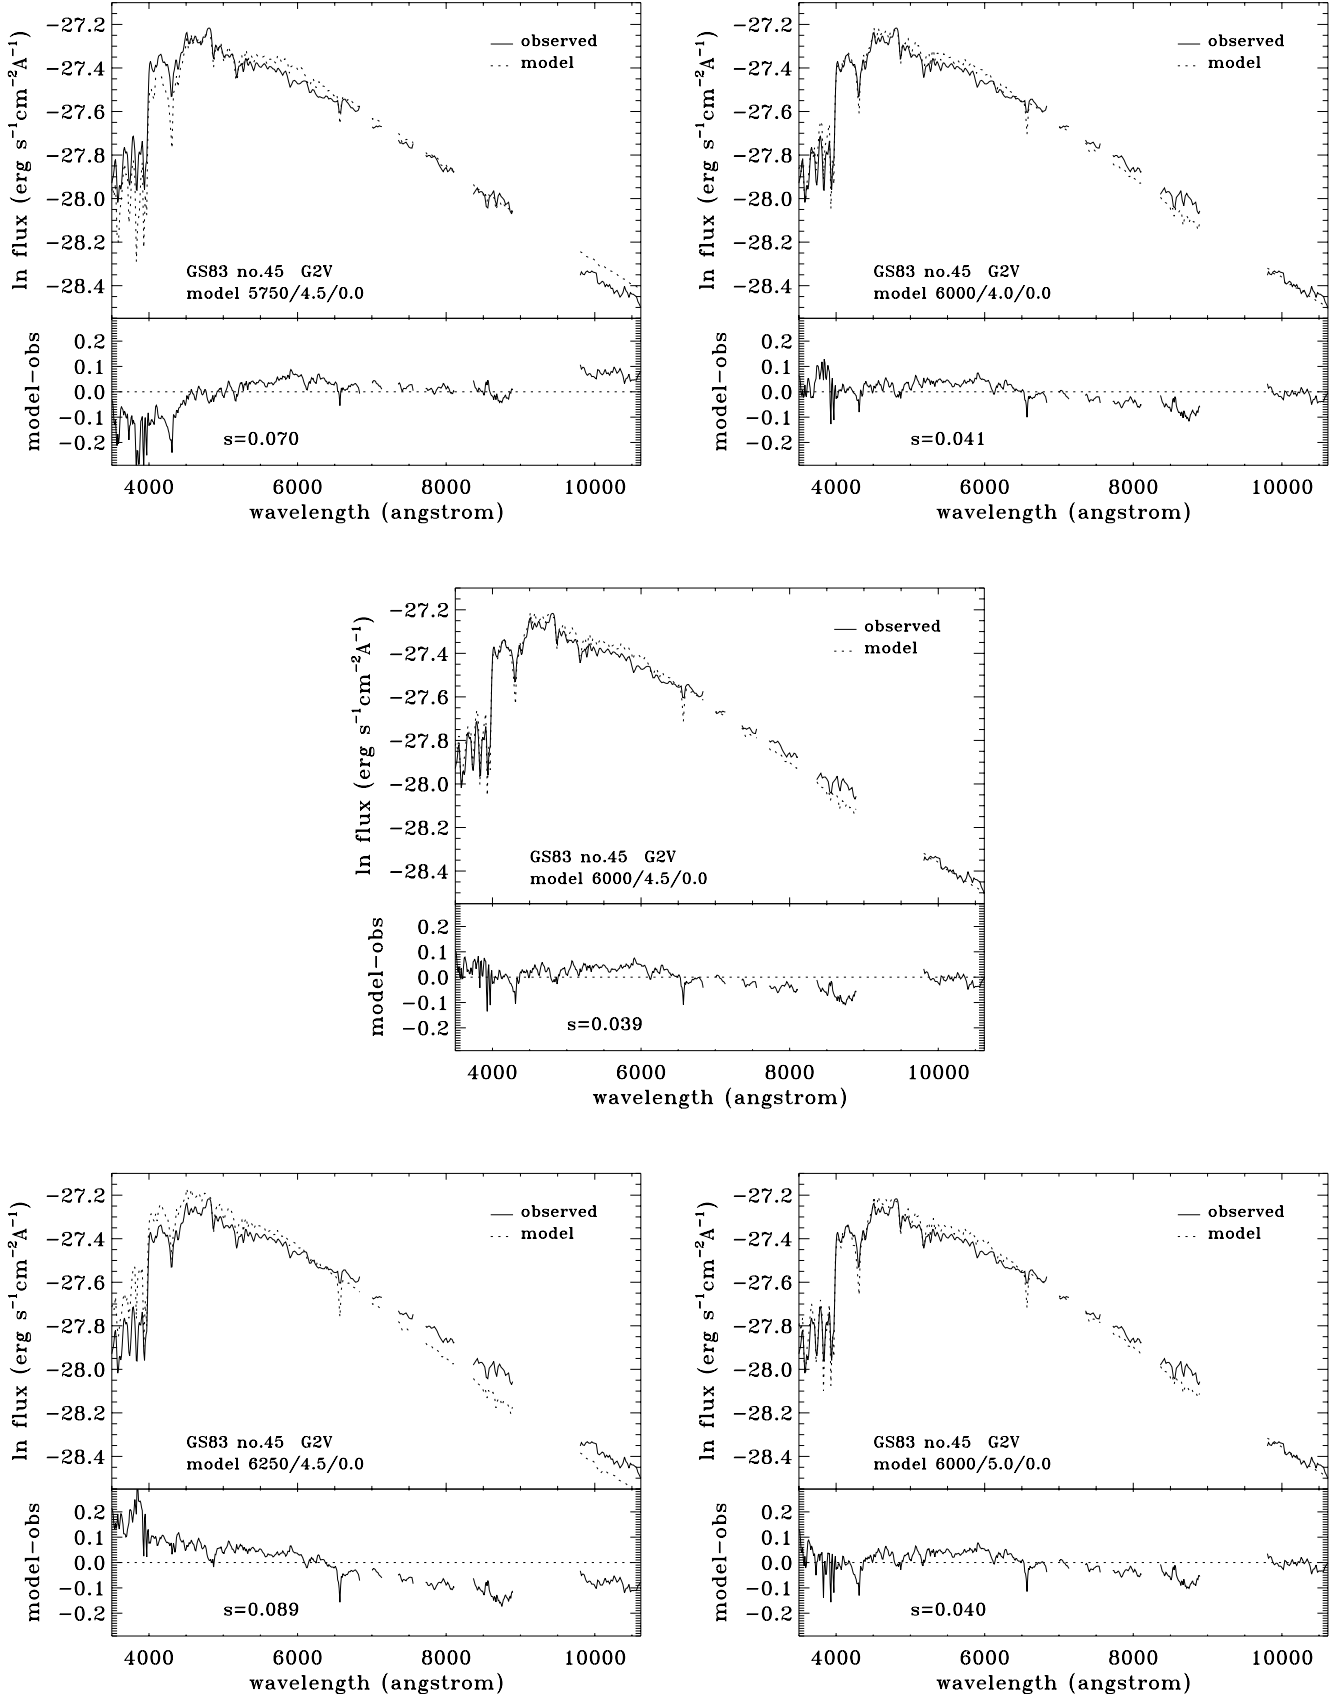 ln flux (erg s⁻¹cm⁻²A⁻¹)
−27.2
−27.4
−27.6
−27.8
−28.0
−28.2
−28.4
observed
model
GS83 no.45 G2V
model 5750/4.5/0.0
model−obs
0.2
0.1
0.0
−0.1
−0.2
s=0.070
4000 6000 8000 10000
wavelength (angstrom)
ln flux (erg s⁻¹cm⁻²A⁻¹)
−27.2
−27.4
−27.6
−27.8
−28.0
−28.2
−28.4
observed
model
GS83 no.45 G2V
model 6000/4.0/0.0
model−obs
0.2
0.1
0.0
−0.1
−0.2
s=0.041
4000 6000 8000 10000
wavelength (angstrom)
ln flux (erg s⁻¹cm⁻²A⁻¹)
−27.2
−27.4
−27.6
−27.8
−28.0
−28.2
−28.4
observed
model
GS83 no.45 G2V
model 6000/4.5/0.0
model−obs
0.2
0.1
0.0
−0.1
−0.2
s=0.039
4000 6000 8000 10000
wavelength (angstrom)
ln flux (erg s⁻¹cm⁻²A⁻¹)
−27.2
−27.4
−27.6
−27.8
−28.0
−28.2
−28.4
observed
model
GS83 no.45 G2V
model 6250/4.5/0.0
model−obs
0.2
0.1
0.0
−0.1
−0.2
s=0.089
4000 6000 8000 10000
wavelength (angstrom)
ln flux (erg s⁻¹cm⁻²A⁻¹)
−27.2
−27.4
−27.6
−27.8
−28.0
−28.2
−28.4
observed
model
GS83 no.45 G2V
model 6000/5.0/0.0
model−obs
0.2
0.1
0.0
−0.1
−0.2
s=0.040
4000 6000 8000 10000
wavelength (angstrom)